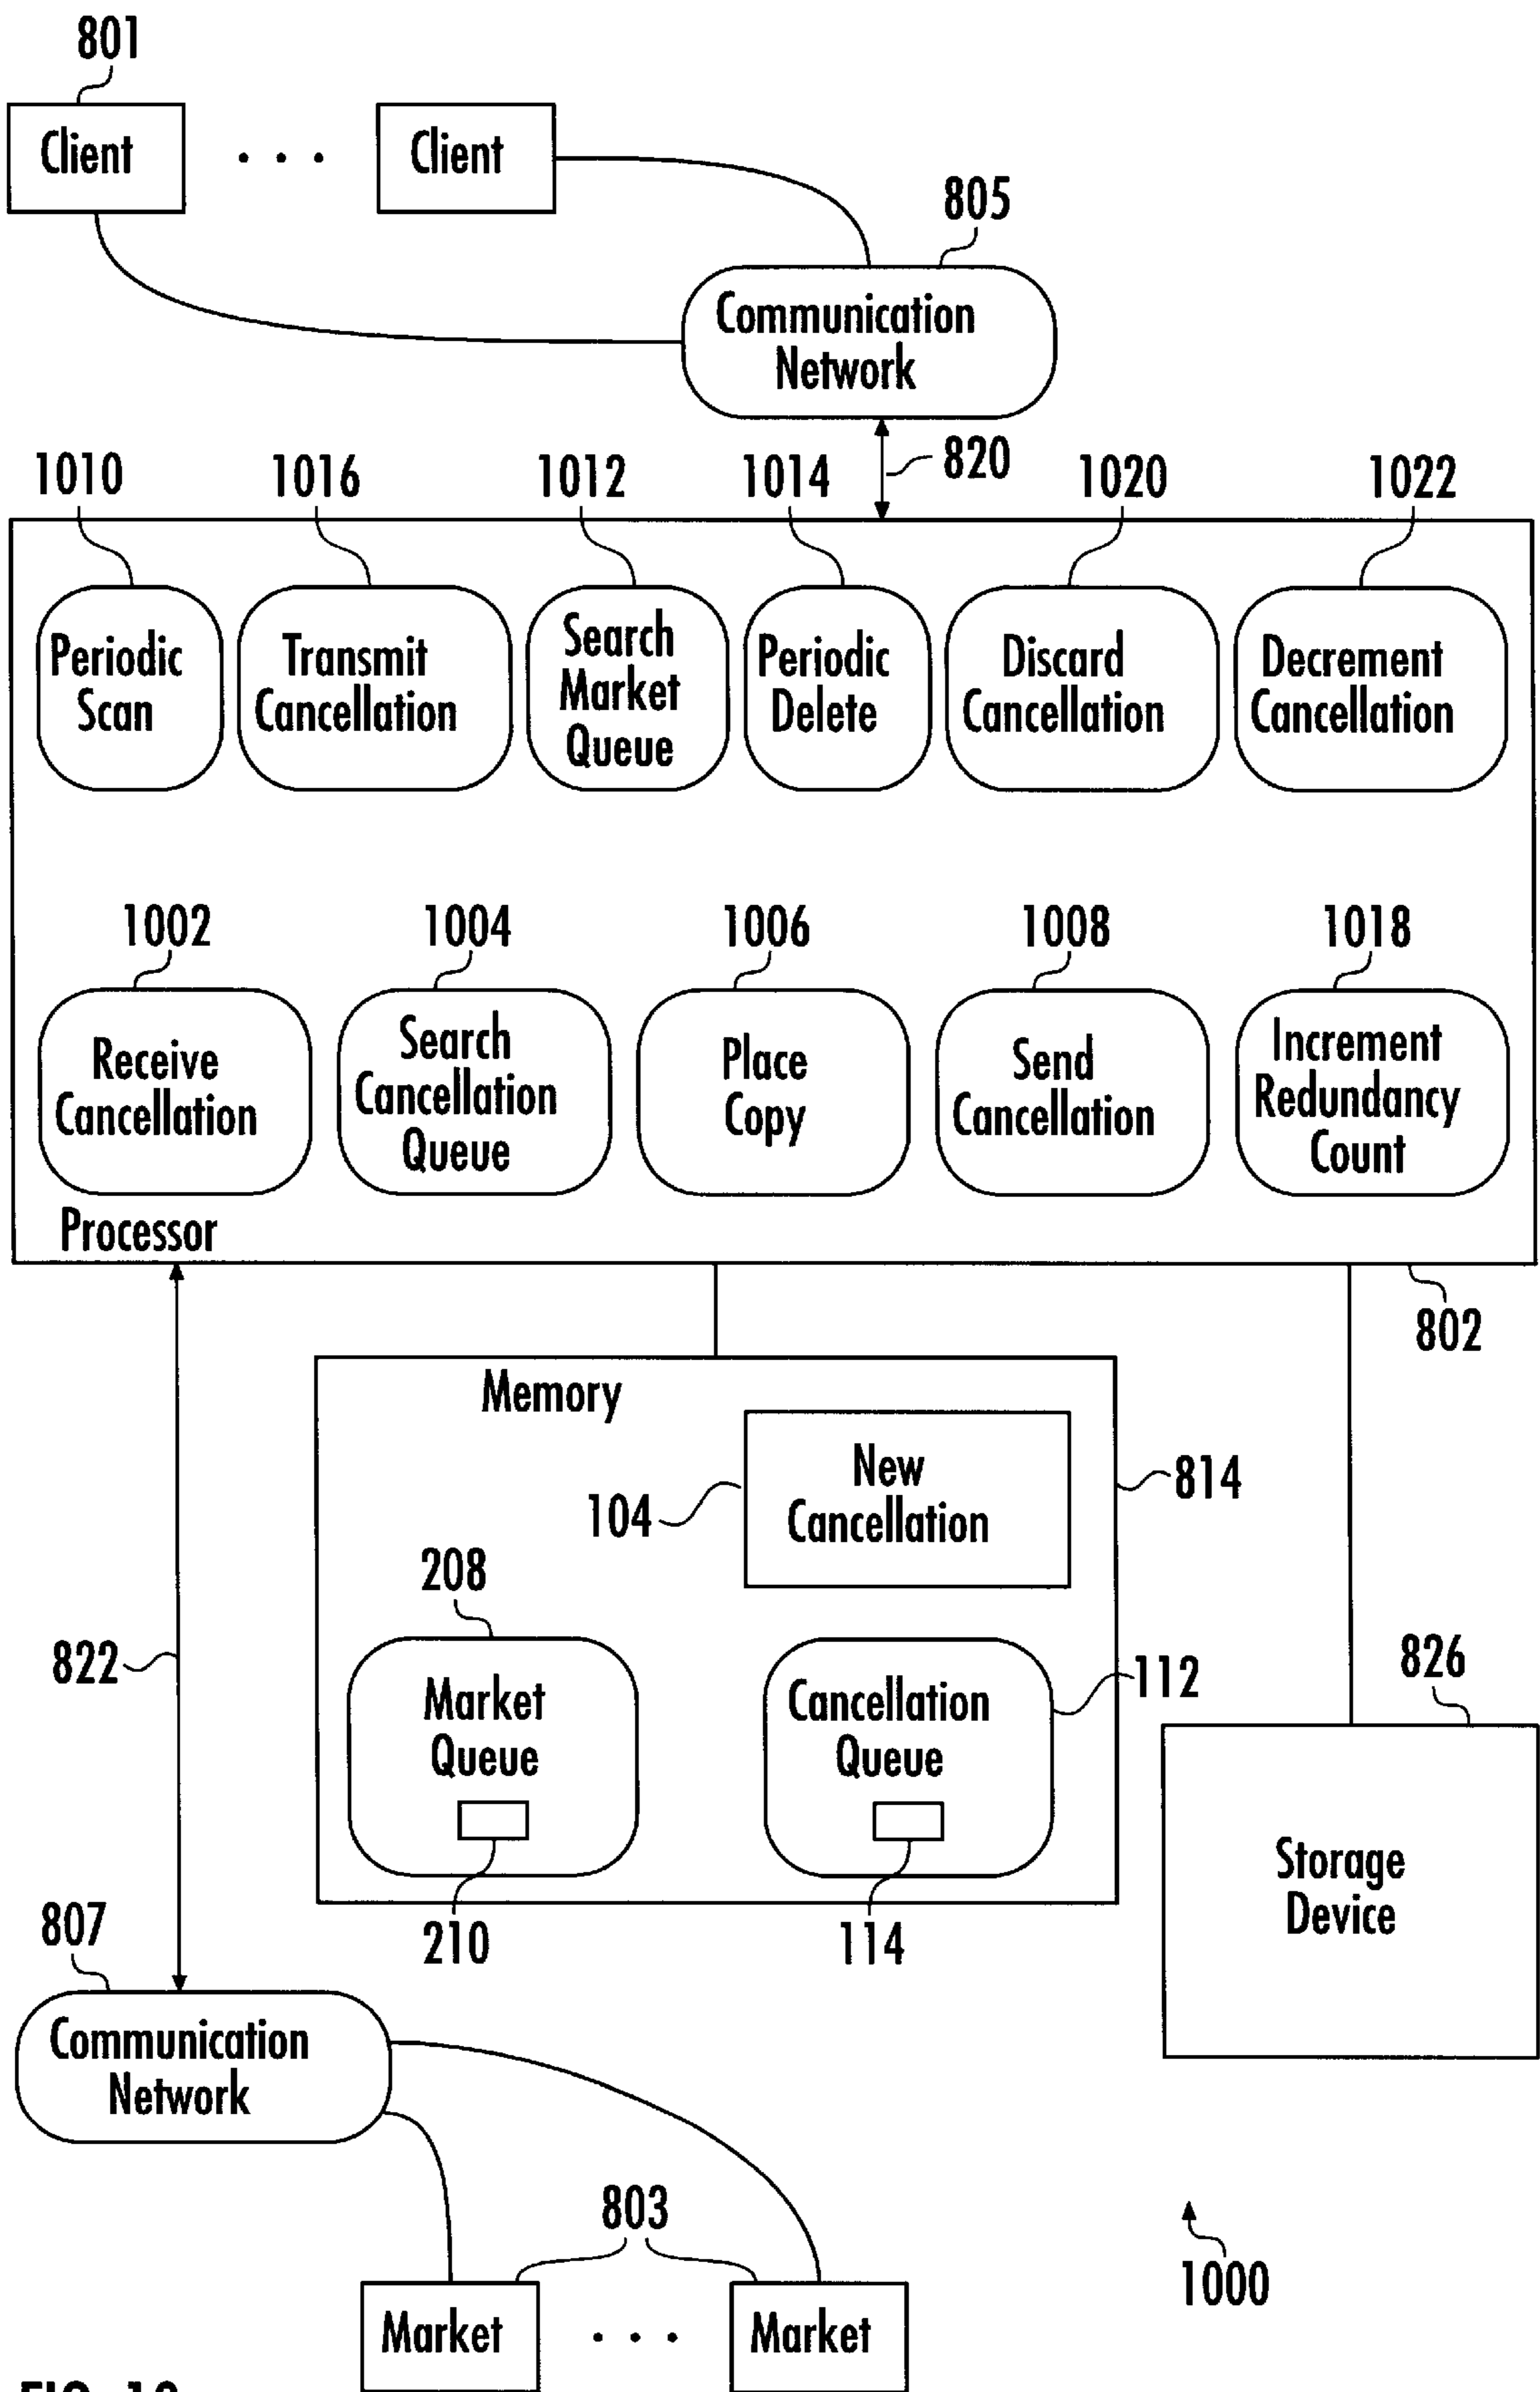 801
Client
. . .
Client
805
Communication
Network
820
1010
1016
1012
1014
1020
1022
Periodic
Scan
Transmit
Cancellation
Search
Market
Queue
Periodic
Delete
Discard
Cancellation
Decrement
Cancellation
1002
1004
1006
1008
1018
Receive
Cancellation
Search
Cancellation
Queue
Place
Copy
Send
Cancellation
Increment
Redundancy
Count
Processor
802
Memory
New
Cancellation
104
814
208
Market
Queue
210
Cancellation
Queue
112
114
822
826
Storage
Device
807
Communication
Network
803
Market
. . .
Market
1000